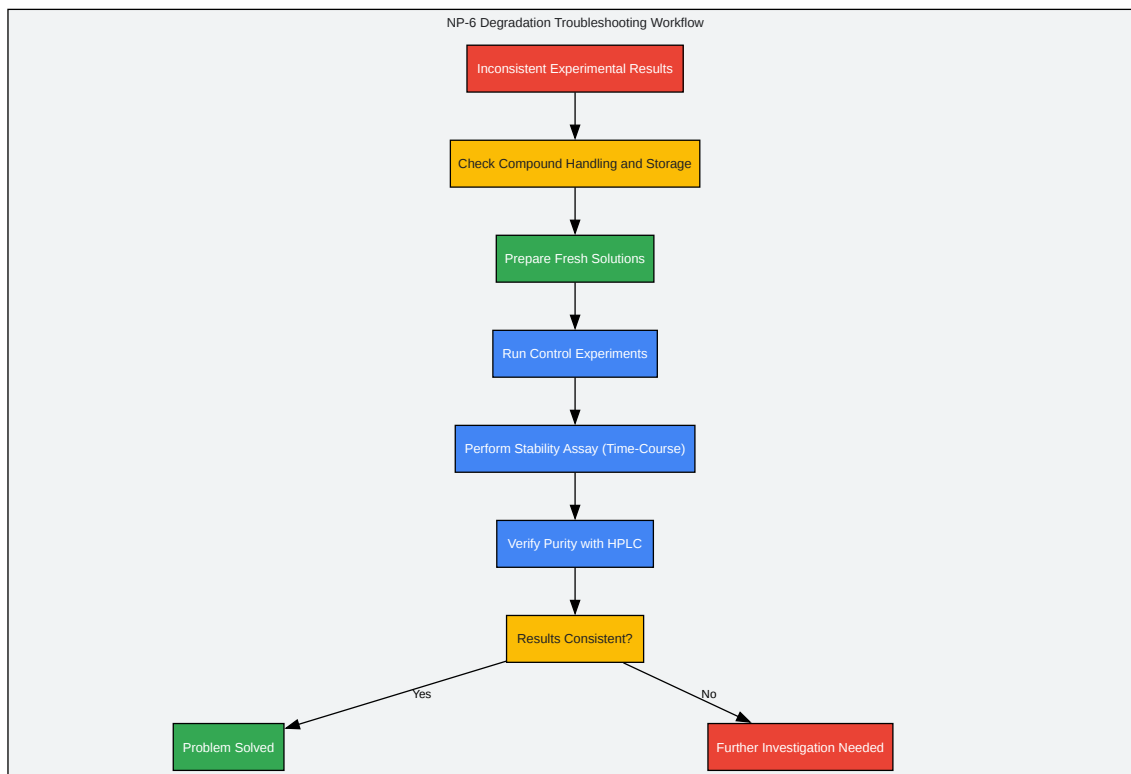 NP-6 Degradation Troubleshooting Workflow
Inconsistent Experimental Results
Check Compound Handling and Storage
Prepare Fresh Solutions
Run Control Experiments
Perform Stability Assay (Time-Course)
Verify Purity with HPLC
Results Consistent?
Yes
No
Problem Solved
Further Investigation Needed